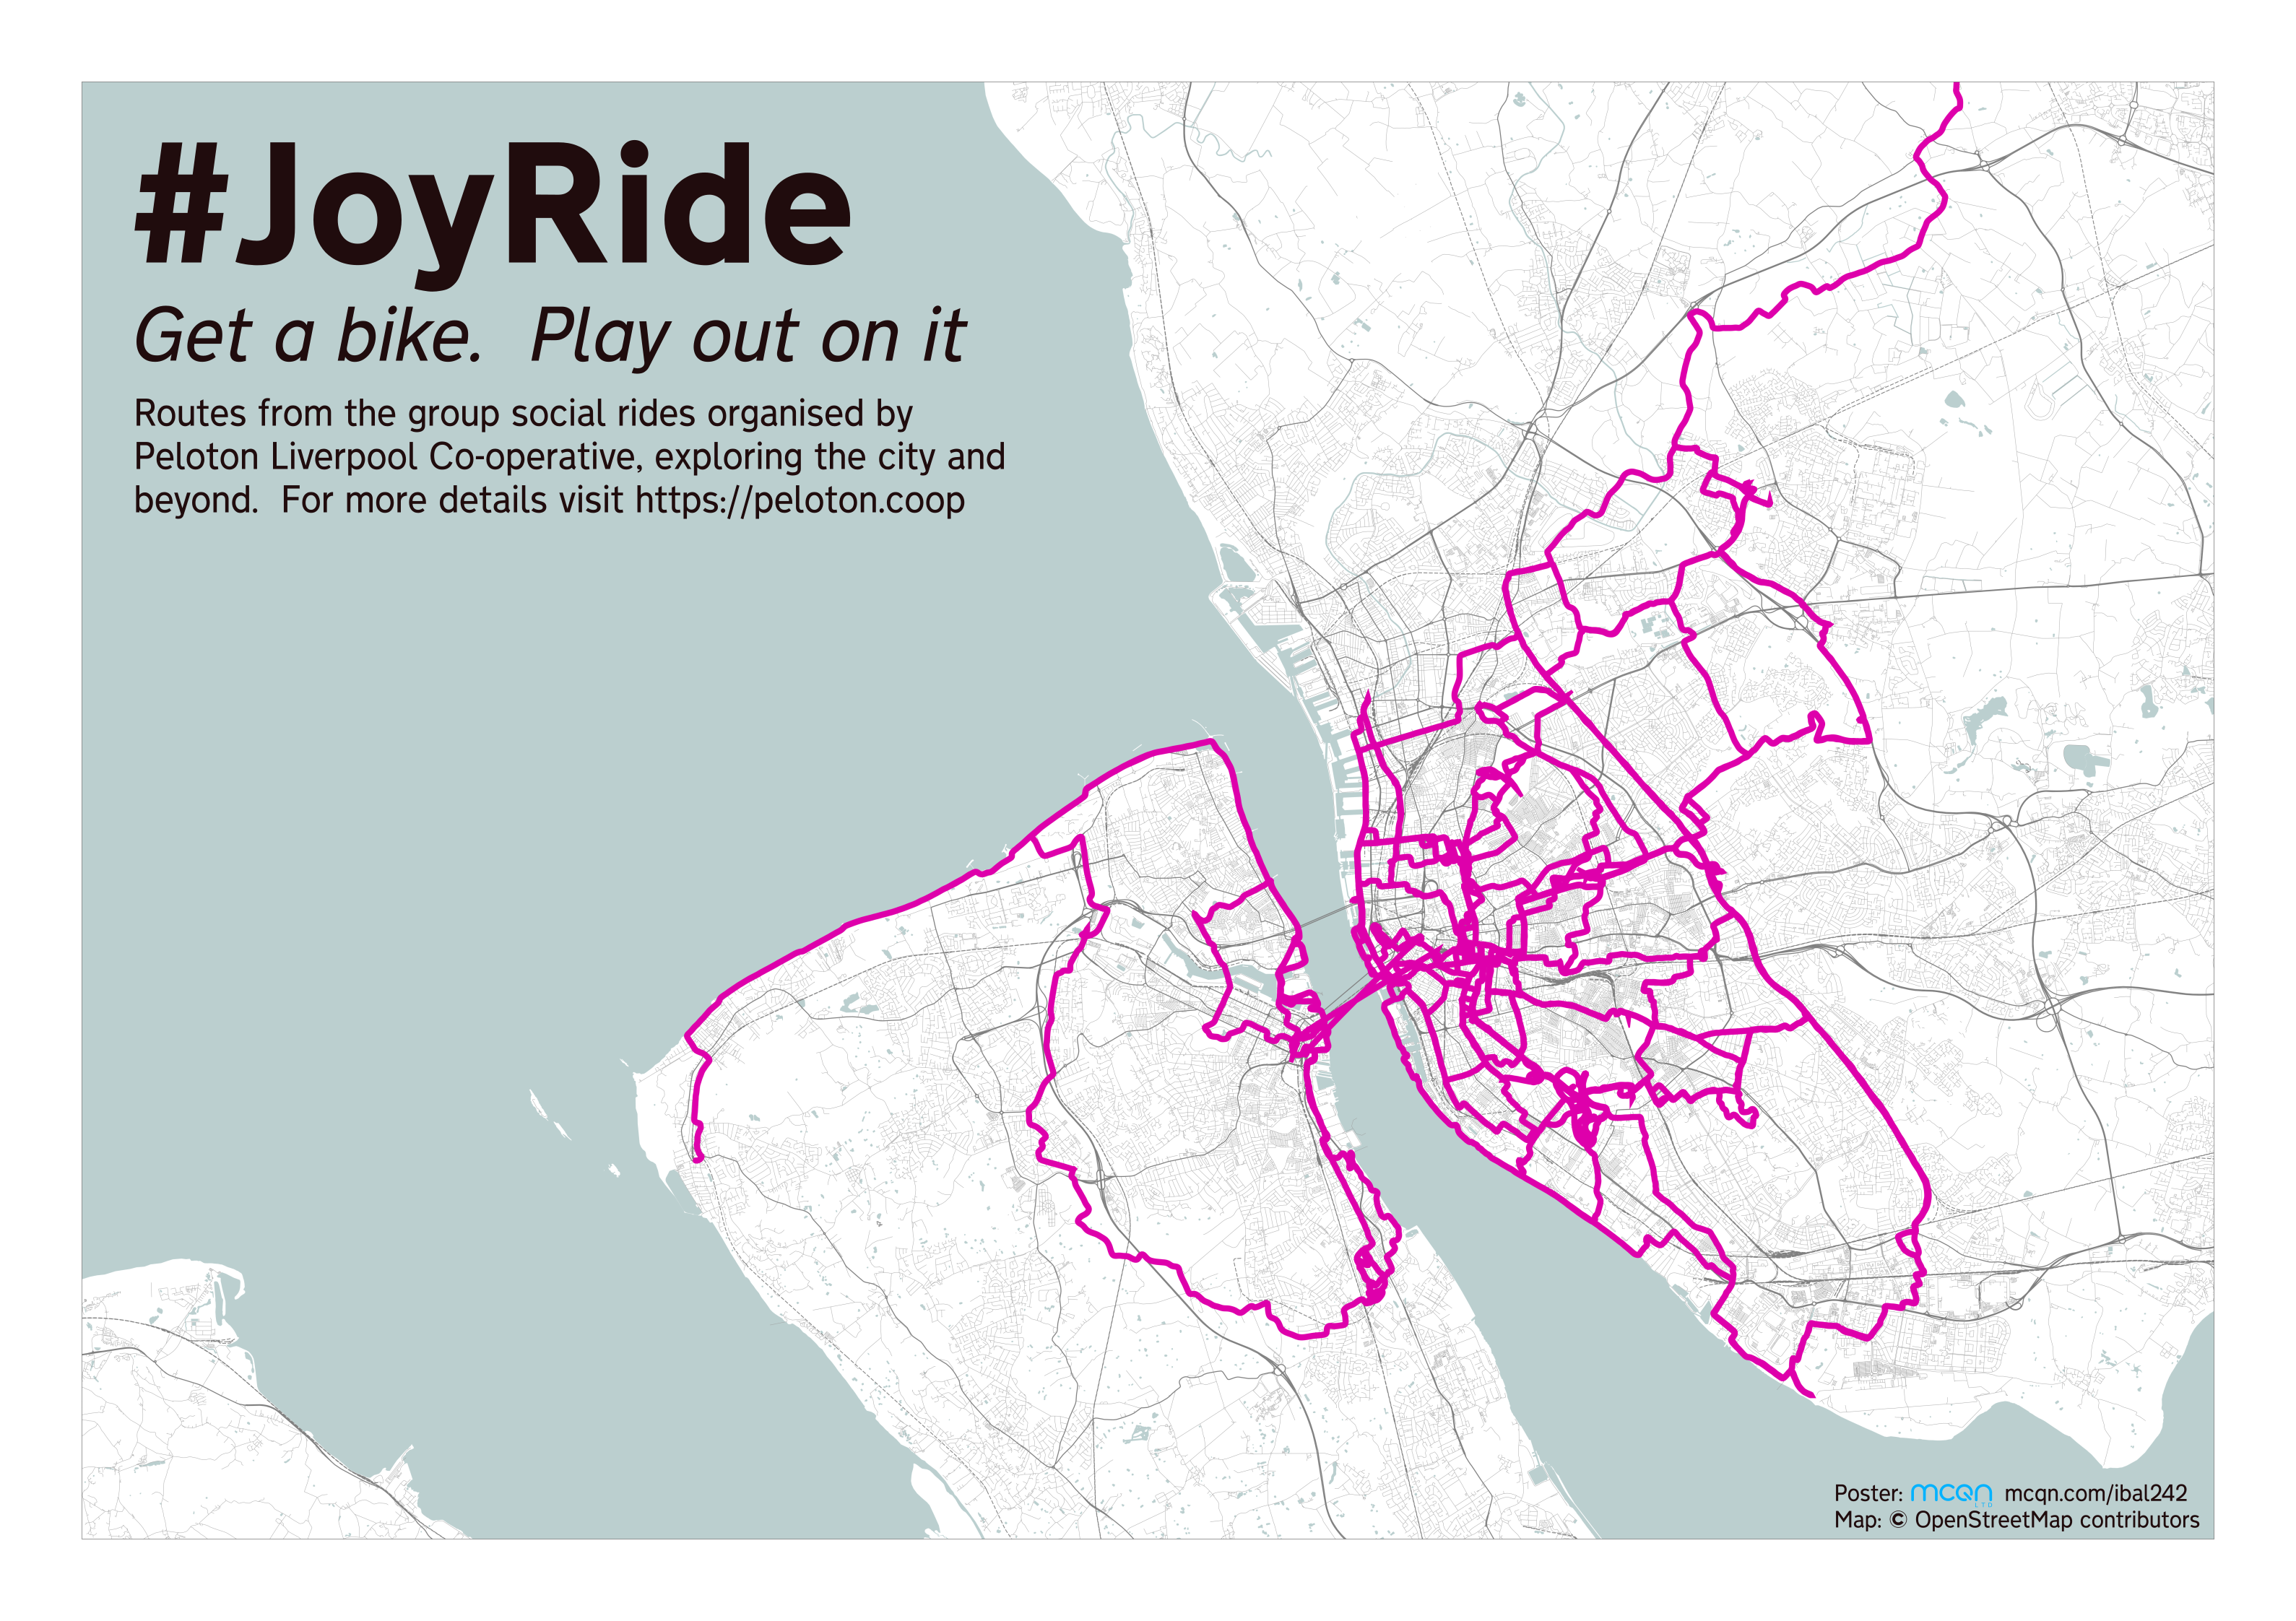 #JoyRide
Get a bike.  Play out on it
Routes from the group social rides organised by
Peloton Liverpool Co-operative, exploring the city and
beyond.  For more details visit https://peloton.coop
Poster: MCQN LTD mcqn.com/ibal242
Map: © OpenStreetMap contributors